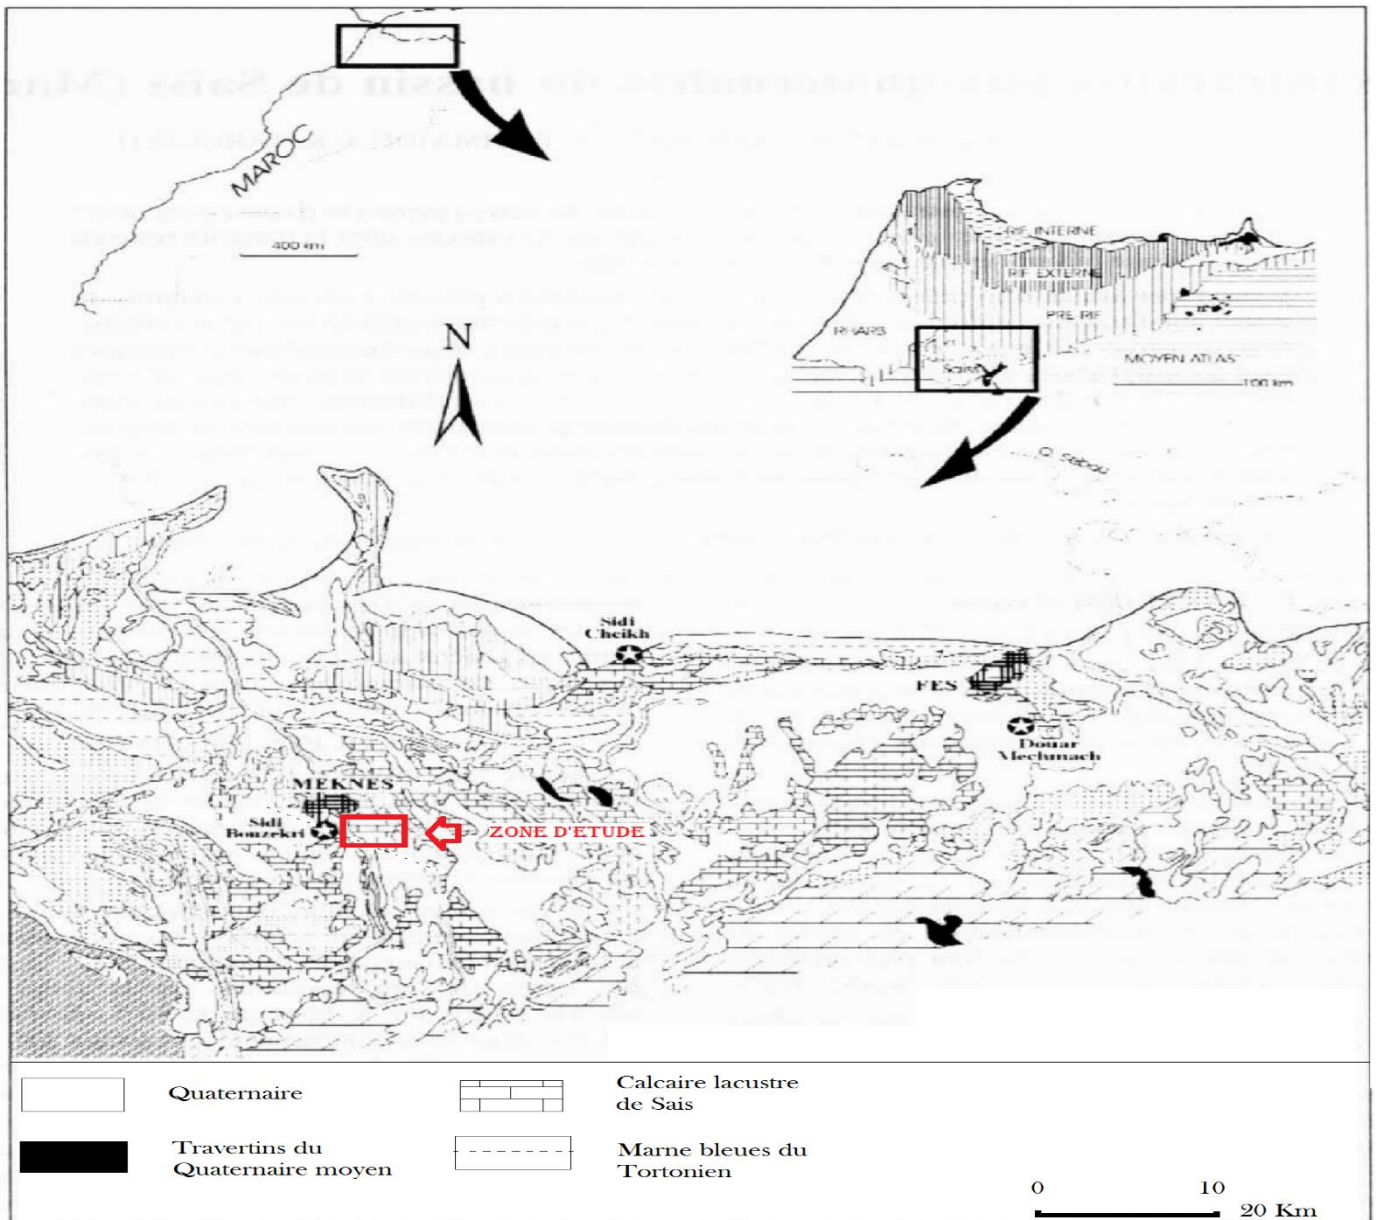 MAROC
400 km
RIF INTERNE
RIF EXTERNE
PRE RIF
RHARB
MOYEN ATLAS
Saiss
100 km
N
O. Sebou
Sidi
Cheikh
FES
Douar
Mechmach
MEKNES
Sidi
Bouzekri
ZONE D'ETUDE
Quaternaire
Calcaire lacustre
de Sais
Travertins du
Quaternaire moyen
Marne bleues du
Tortonien
0 10
20 Km